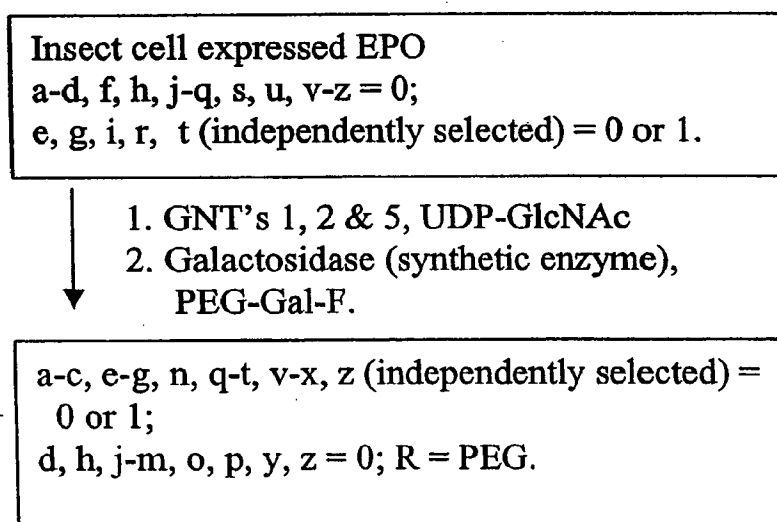 Insect cell expressed EPO
a-d, f, h, j-q, s, u, v-z = 0;
e, g, i, r, t (independently selected) = 0 or 1.
1. GNT's 1, 2 & 5, UDP-GlcNAc
2. Galactosidase (synthetic enzyme),
PEG-Gal-F.
a-c, e-g, n, q-t, v-x, z (independently selected) =
0 or 1;
d, h, j-m, o, p, y, z = 0; R = PEG.